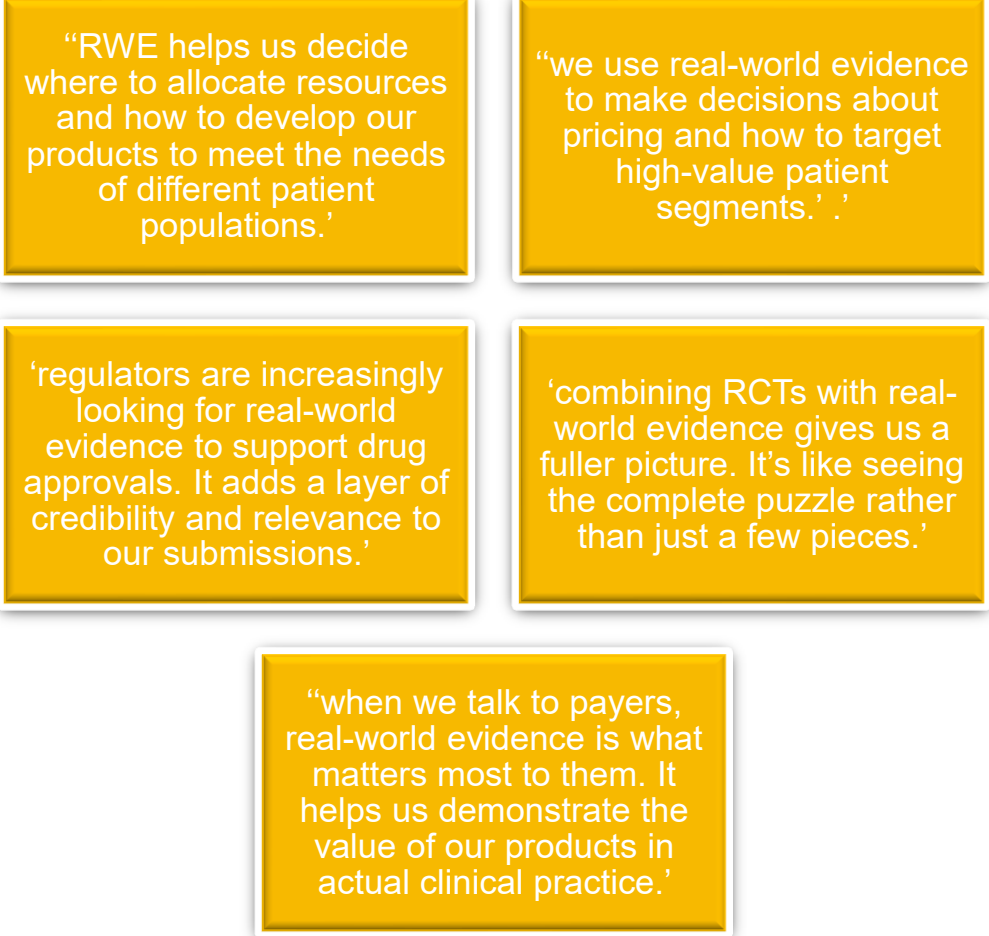 ‘‘RWE helps us decide
where to allocate resources
and how to develop our
products to meet the needs
of different patient
populations.’
‘‘we use real-world evidence
to make decisions about
pricing and how to target
high-value patient
segments.’ .’
‘regulators are increasingly
looking for real-world
evidence to support drug
approvals. It adds a layer of
credibility and relevance to
our submissions.’
‘combining RCTs with real-
world evidence gives us a
fuller picture. It’s like seeing
the complete puzzle rather
than just a few pieces.’
‘‘when we talk to payers,
real-world evidence is what
matters most to them. It
helps us demonstrate the
value of our products in
actual clinical practice.’